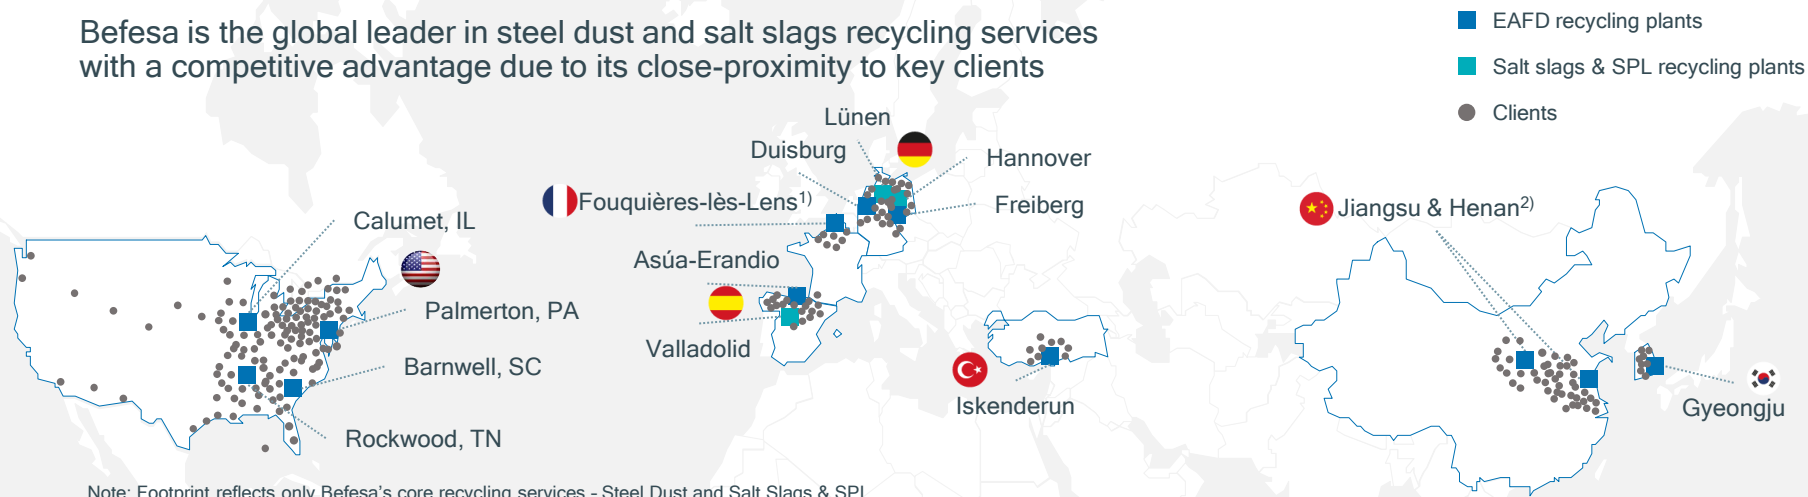 Befesa is the global leader in steel dust and salt slags recycling services
with a competitive advantage due to its close-proximity to key clients
EAFD recycling plants
Salt slags & SPL recycling plants
Clients
Lünen
Duisburg
Hannover
Fouquières-lès-Lens1)
Freiberg
Jiangsu & Henan2)
Calumet, IL
Asúa-Erandio
Palmerton, PA
Valladolid
Barnwell, SC
Iskenderun
Gyeongju
Rockwood, TN
Note: Footprint reflects only Befesa's core recycling services - Steel Dust and Salt Slags & SPL